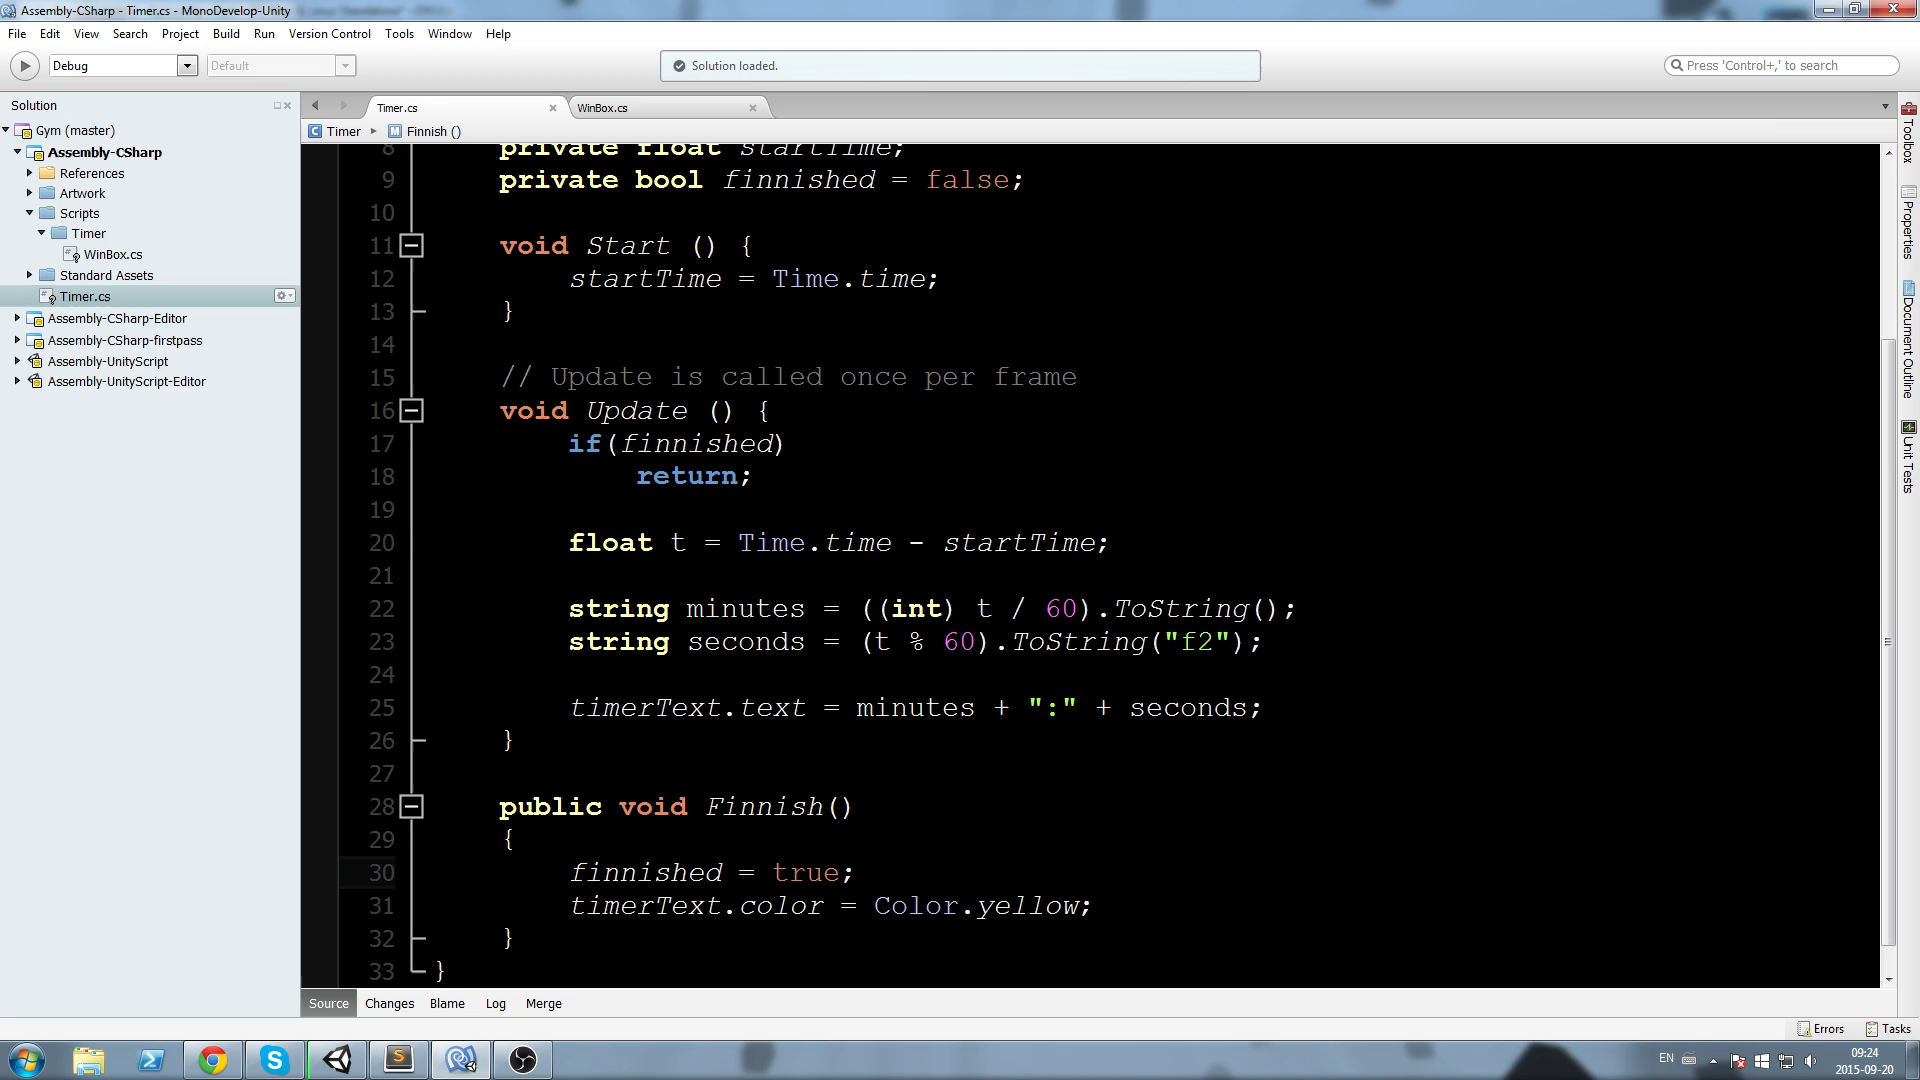 Assembly-CSharp - Timer.cs - MonoDevelop-Unity
File Edit View Search Project Build Run Version Control Tools Window Help
Debug
Default
Solution loaded.
Press 'Control+,' to search
Solution
Gym (master)
Assembly-CSharp
References
Artwork
Scripts
Timer
WinBox.cs
Standard Assets
Timer.cs
Assembly-CSharp-Editor
Assembly-CSharp-firstpass
Assembly-UnityScript
Assembly-UnityScript-Editor
Timer.cs
WinBox.cs
Timer Finnish ()
8 private float startTime;
9 private bool finnished = false;
10
11 void Start () {
12 startTime = Time.time;
13 }
14
15 // Update is called once per frame
16 void Update () {
17 if(finnished)
18 return;
19
20 float t = Time.time - startTime;
21
22 string minutes = ((int) t / 60).ToString();
23 string seconds = (t % 60).ToString("f2");
24
25 timerText.text = minutes + ":" + seconds;
26 }
27
28 public void Finnish()
29 {
30 finnished = true;
31 timerText.color = Color.yellow;
32 }
33 }
Toolbox
Properties
Document Outline
Unit Tests
Source Changes Blame Log Merge
Errors Tasks
EN
09:24
2015-09-20